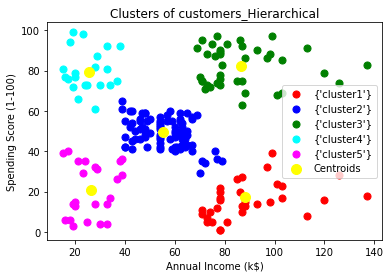 Clusters of customers_Hierarchical
100
80
60
40
20
0
Spending Score (1-100)
{'cluster1'}
{'cluster2'}
{'cluster3'}
{'cluster4'}
{'cluster5'}
Centroids
20 40 60 80 100 120 140
Annual Income (k$)